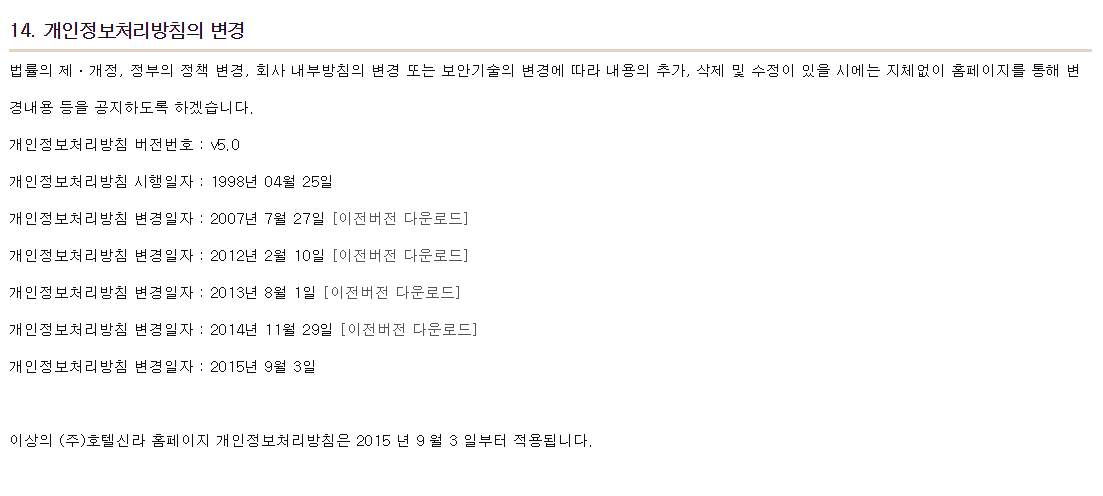 14. 개인정보처리방침의 변경
법률의 제·개정, 정부의 정책 변경, 회사 내부방침의 변경 또는 보안기술의 변경에 따라 내용의 추가, 삭제 및 수정이 있을 시에는 지체없이 홈페이지를 통해 변
경내용 등을 공지하도록 하겠습니다.
개인정보처리방침 버전번호 : v5.0
개인정보처리방침 시행일자 : 1998년 04월 25일
개인정보처리방침 변경일자 : 2007년 7월 27일 [이전버전 다운로드]
개인정보처리방침 변경일자 : 2012년 2월 10일 [이전버전 다운로드]
개인정보처리방침 변경일자 : 2013년 8월 1일 [이전버전 다운로드]
개인정보처리방침 변경일자 : 2014년 11월 29일 [이전버전 다운로드]
개인정보처리방침 변경일자 : 2015년 9월 3일
이상의 (주)호텔신라 홈페이지 개인정보처리방침은 2015 년 9 월 3 일부터 적용됩니다.